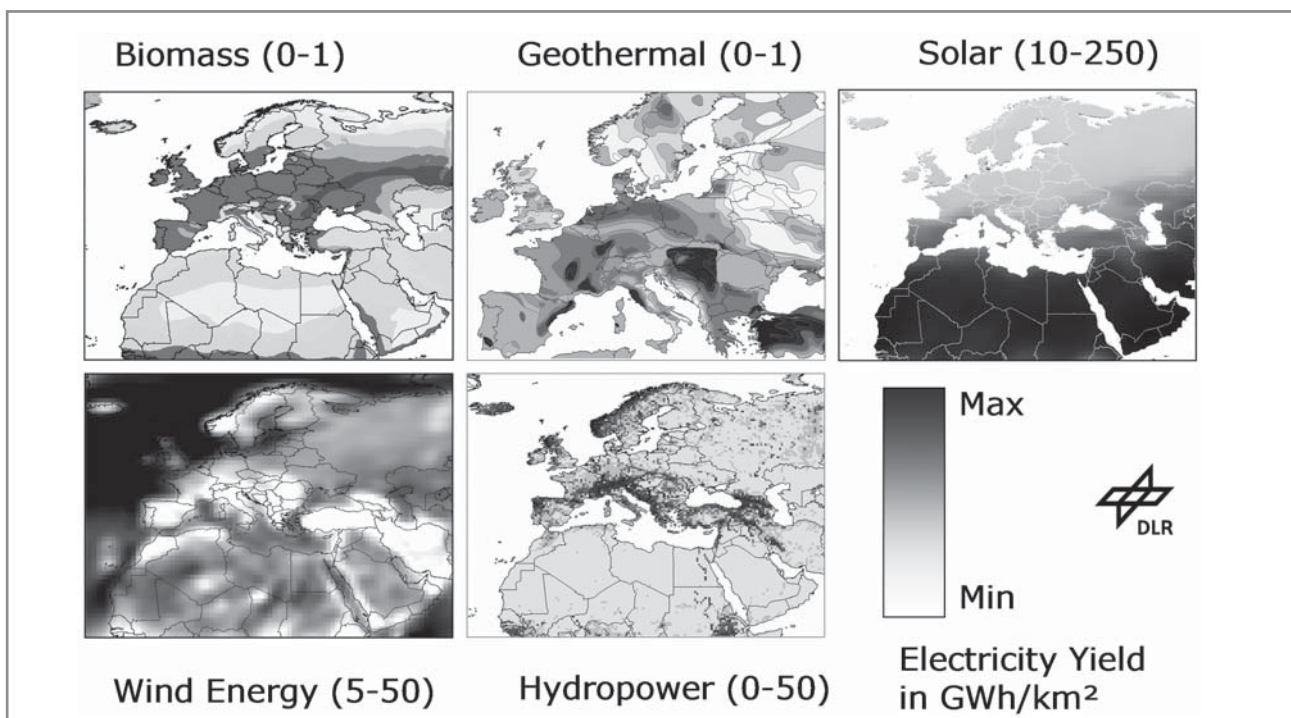 Biomass (0-1)
Geothermal (0-1)
Solar (10-250)
Max
Min
DLR
Wind Energy (5-50)
Hydropower (0-50)
Electricity Yield
in GWh/km²